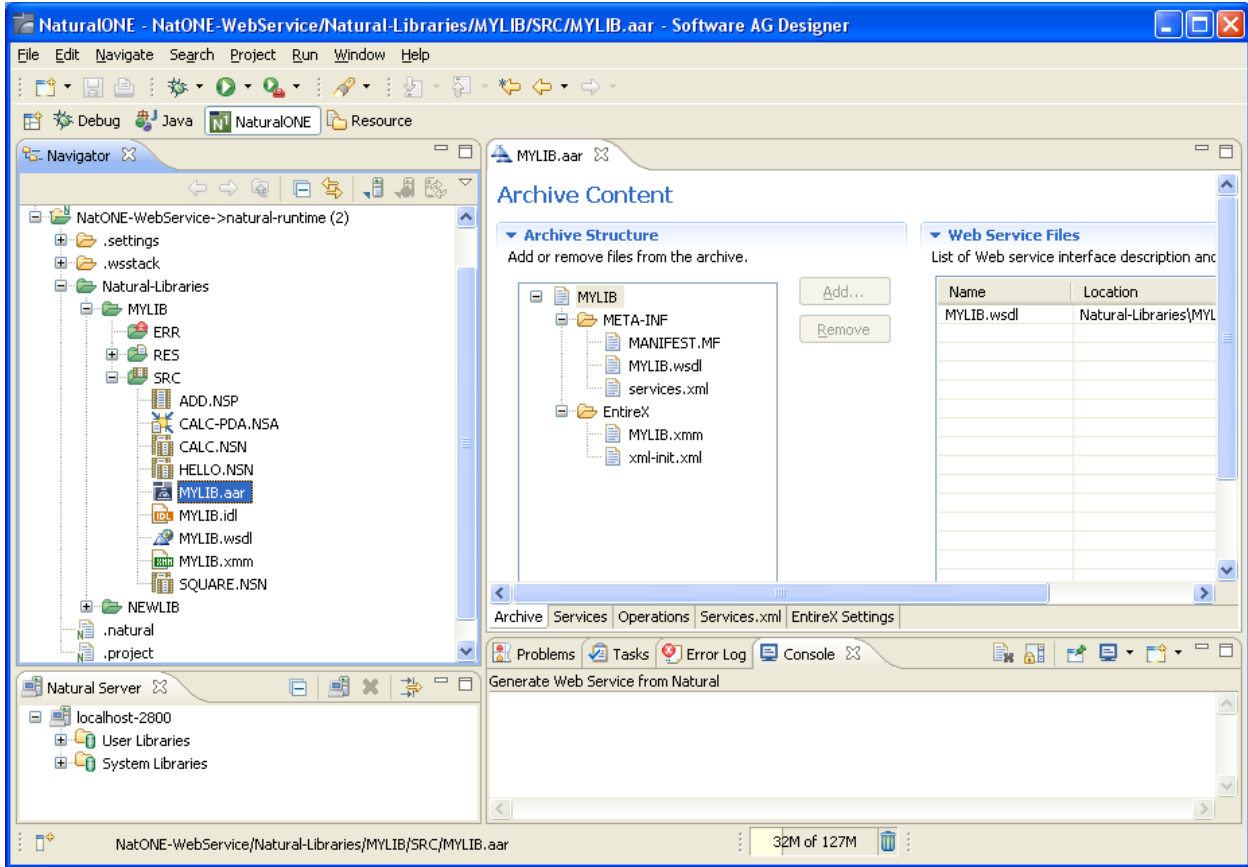 NaturalONE - NatONE-WebService/Natural-Libraries/MYLIB/SRC/MYLIB.aar - Software AG Designer
File Edit Navigate Search Project Run Window Help
Debug Java NaturalONE Resource
Navigator
NatONE-WebService->natural-runtime (2)
.settings
.wsstack
Natural-Libraries
MYLIB
ERR
RES
SRC
ADD.NSP
CALC-PDA.NSA
CALC.NSN
HELLO.NSN
MYLIB.aar
MYLIB.idl
MYLIB.wsdl
MYLIB.xmm
SQUARE.NSN
NEWLIB
.natural
.project
MYLIB.aar
Archive Content
Archive Structure
Add or remove files from the archive.
MYLIB
META-INF
MANIFEST.MF
MYLIB.wsdl
services.xml
EntireX
MYLIB.xmm
xml-init.xml
Add...
Remove
Web Service Files
List of Web service interface description and
Name Location
MYLIB.wsdl Natural-Libraries\MYL
Archive Services Operations Services.xml EntireX Settings
Natural Server
localhost-2800
User Libraries
System Libraries
Problems Tasks Error Log Console
Generate Web Service from Natural
NatONE-WebService/Natural-Libraries/MYLIB/SRC/MYLIB.aar
32M of 127M